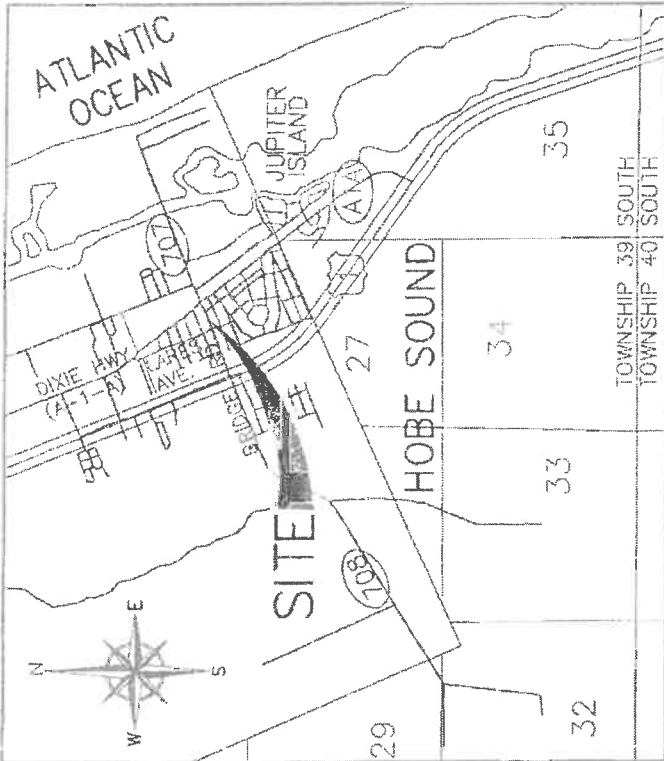 ATLANTIC
OCEAN
JUPITER
ISLAND
707
A1A
DIXIE HWY
(A-1-A)
AVE.
BRIDGE
SITE
HOBE SOUND
708
N
E
S
W
27
29
32
33
34
35
TOWNSHIP 39 SOUTH
TOWNSHIP 40 SOUTH